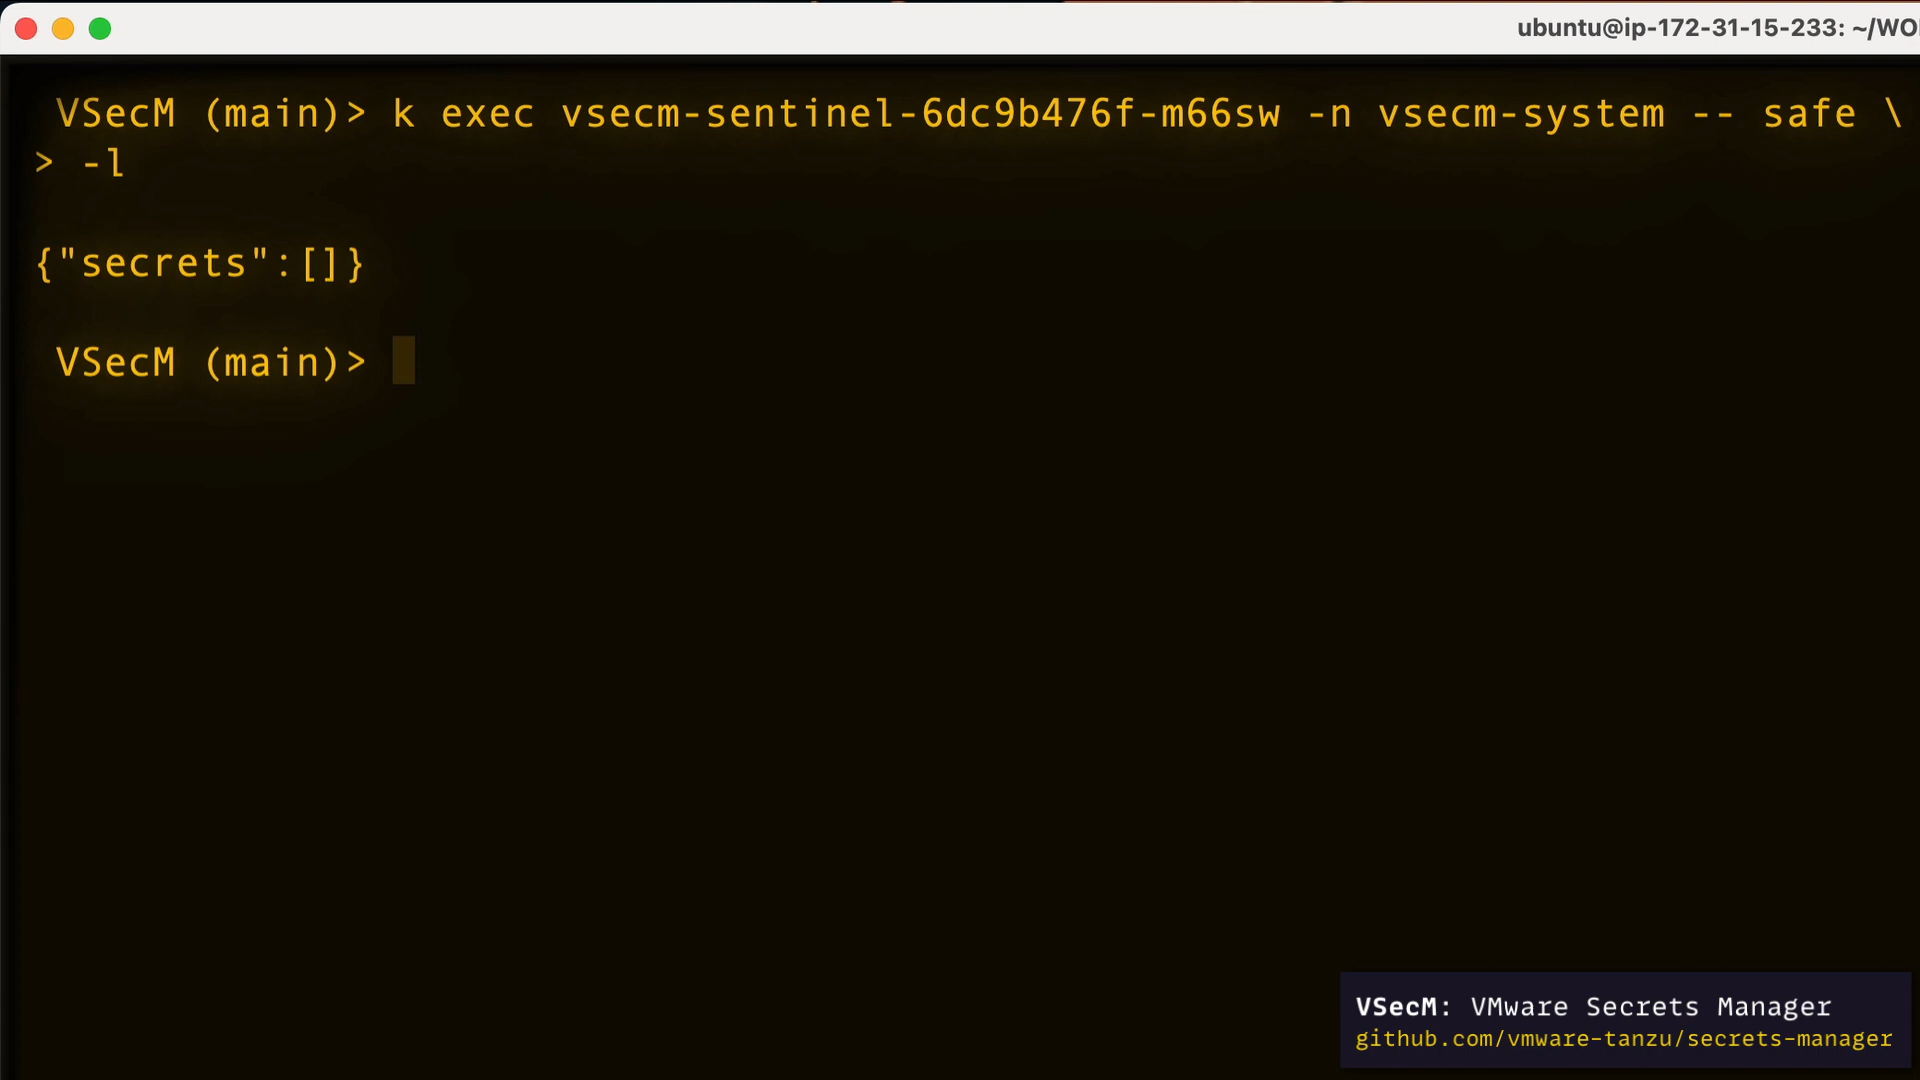 ubuntu@ip-172-31-15-233: ~/WO
VSecM (main)> k exec vsecm-sentinel-6dc9b476f-m66sw -n vsecm-system -- safe \
> -l
{"secrets":[]}
VSecM (main)>
VSecM: VMware Secrets Manager
github.com/vmware-tanzu/secrets-manager